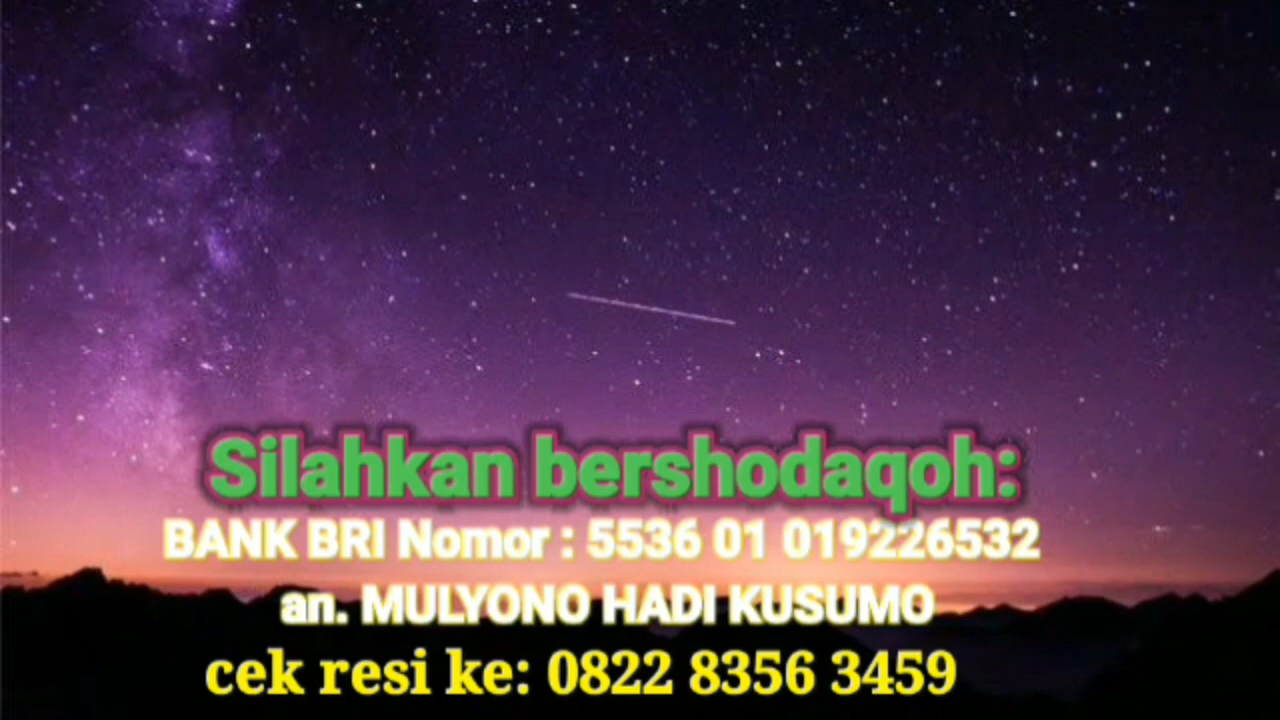 Silahkan bershodaqoh:
BANK BRI Nomor : 5536 01 019226532
an. MULYONO HADI KUSUMO
cek resi ke: 0822 8356 3459